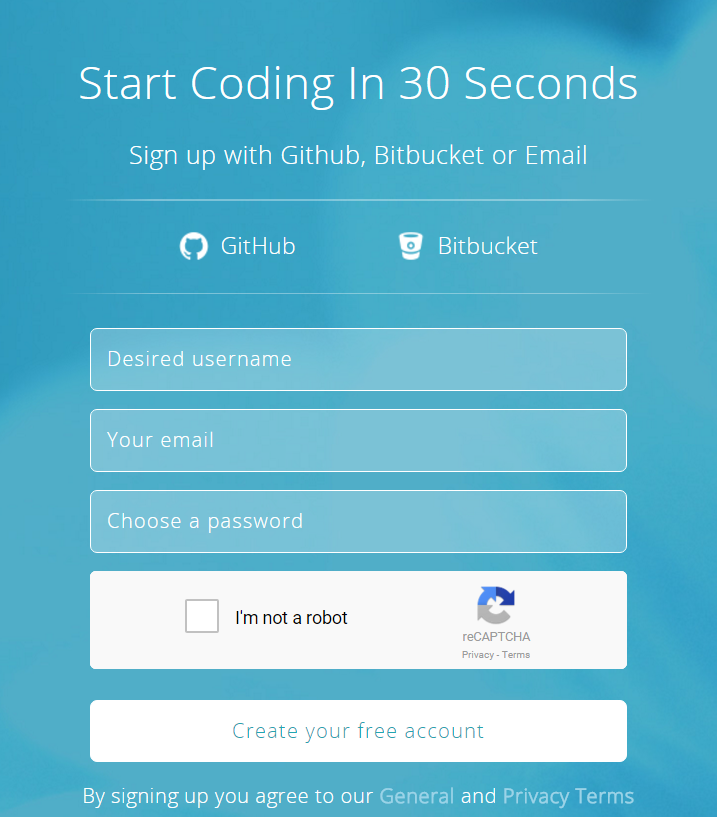 Start Coding In 30 Seconds
Sign up with Github, Bitbucket or Email
GitHub Bitbucket
Desired username
Your email
Choose a password
I'm not a robot
reCAPTCHA
Privacy - Terms
Create your free account
By signing up you agree to our General and Privacy Terms